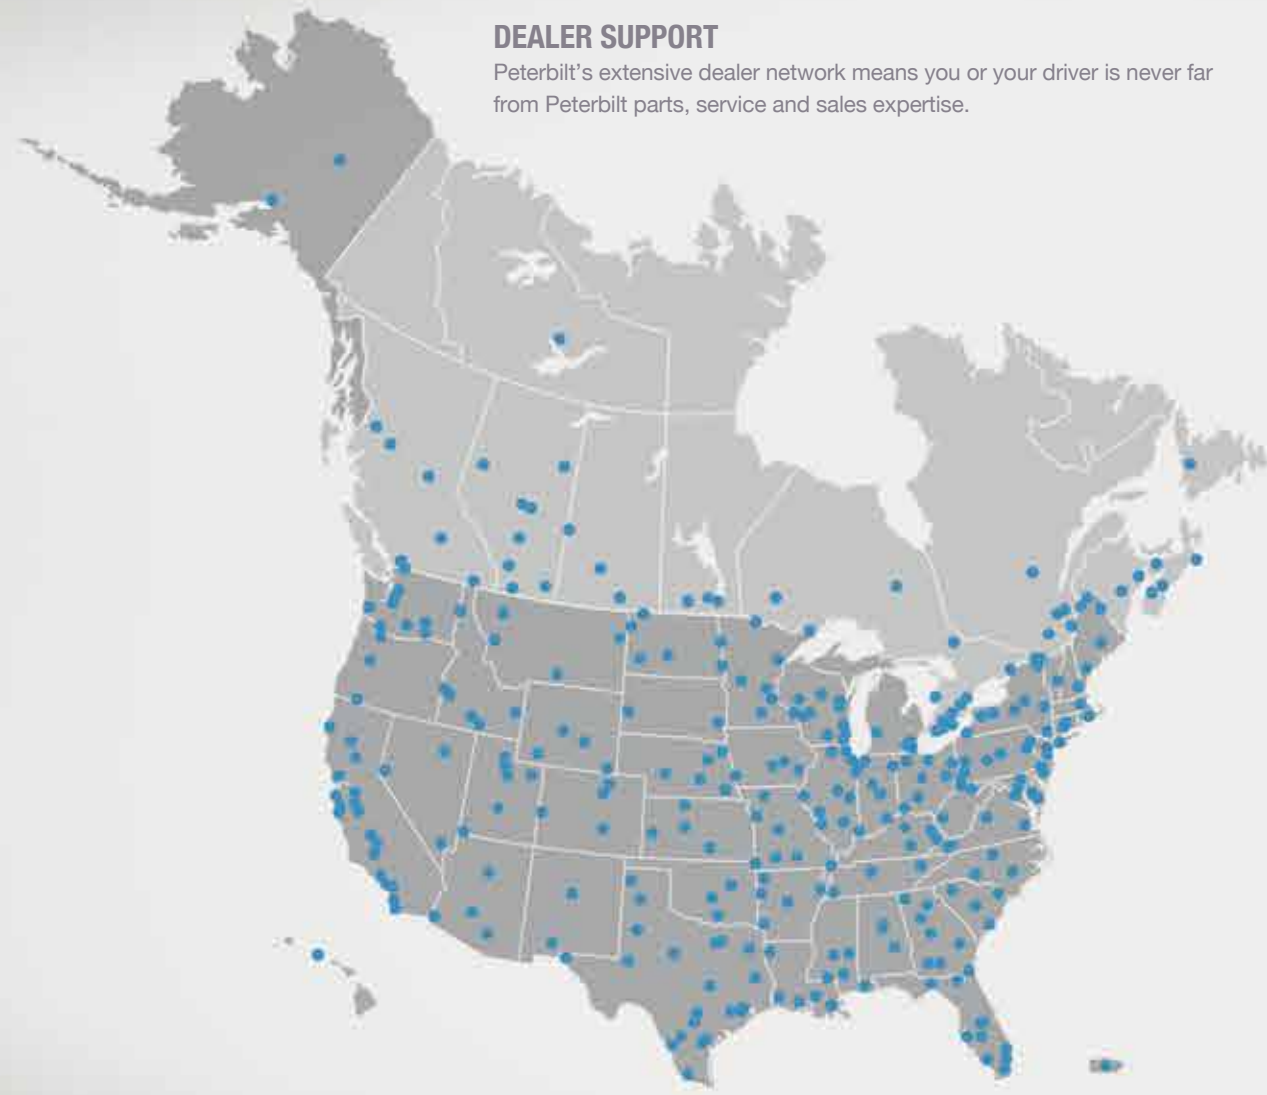 DEALER SUPPORT
Peterbilt’s extensive dealer network means you or your driver is never far
from Peterbilt parts, service and sales expertise.